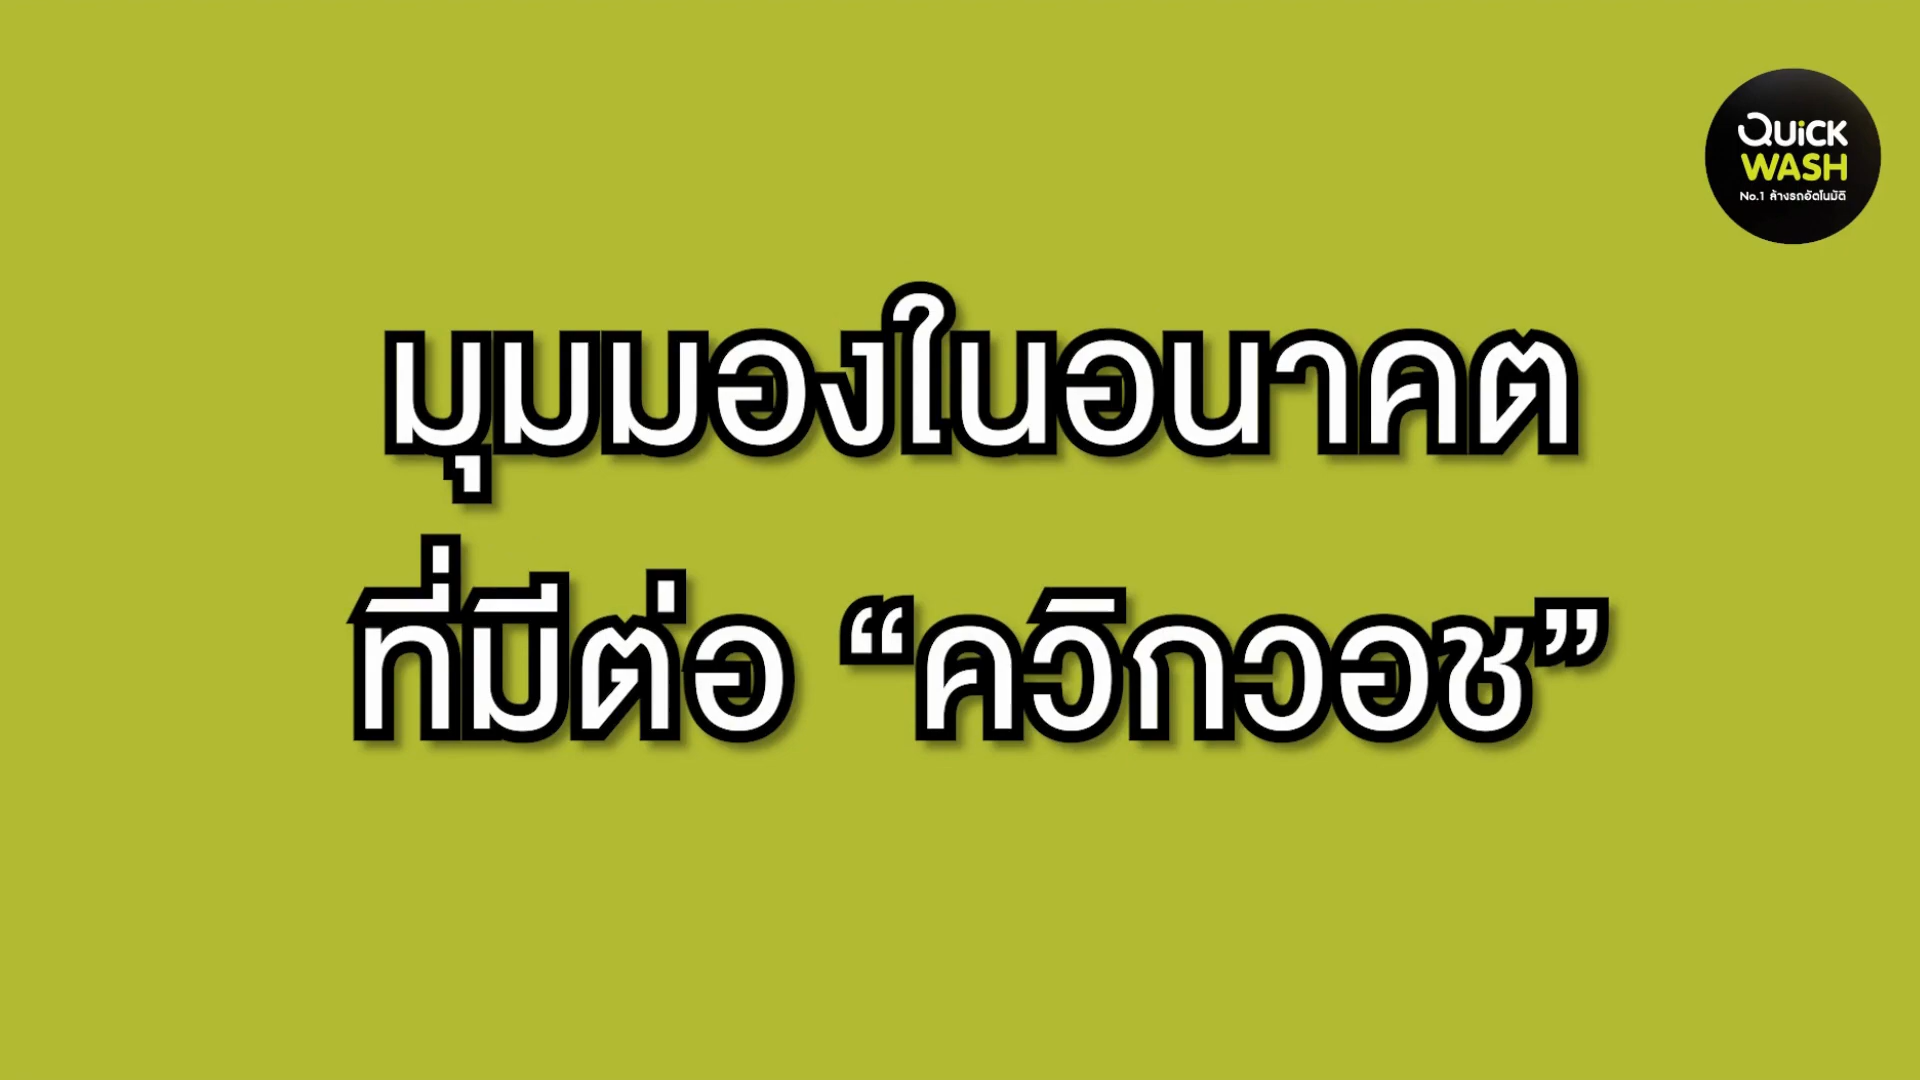 QUiCK
WASH
No.1 ล้างรถอัตโนมัติ
มุมมองในอนาคต
ที่มีต่อ “ควิกวอช”